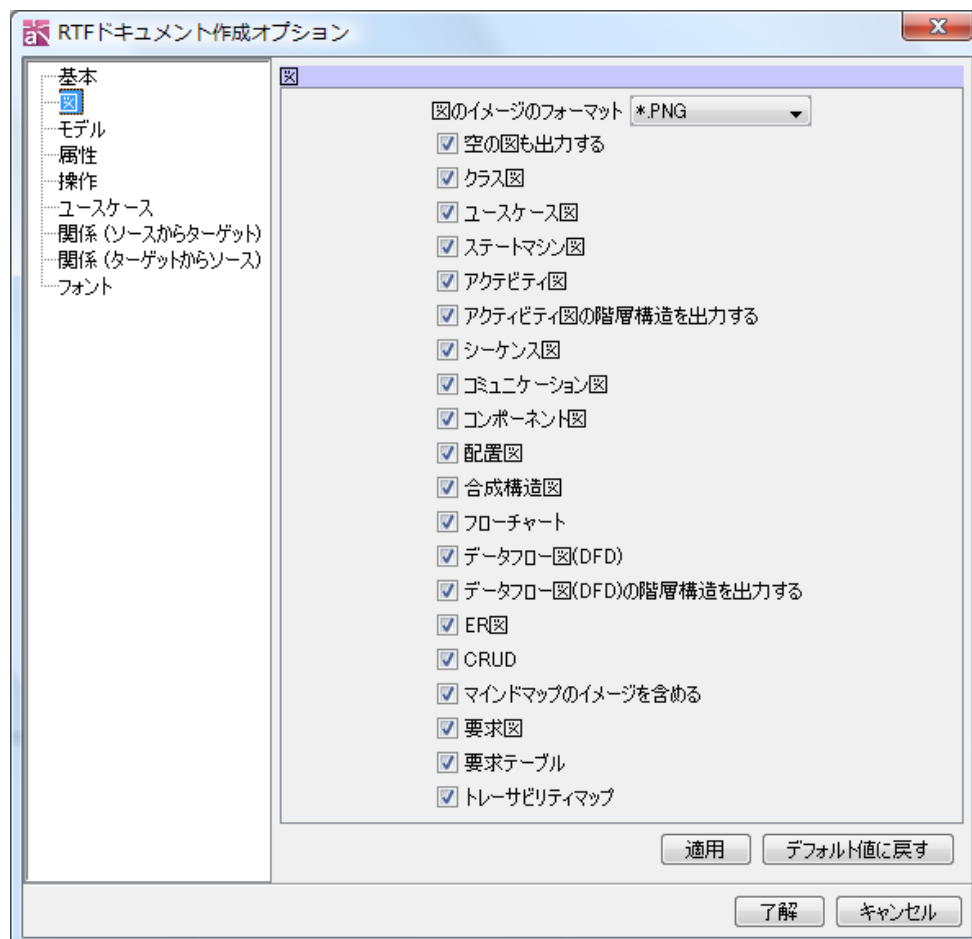 RTFドキュメント作成オプション
基本
図
モデル
属性
操作
ユースケース
関係 (ソースからターゲット)
関係 (ターゲットからソース)
フォント
図
図のイメージのフォーマット *.PNG
空の図も出力する
クラス図
ユースケース図
ステートマシン図
アクテビティ図
アクティビティ図の階層構造を出力する
シーケンス図
コミュニケーション図
コンポーネント図
配置図
合成構造図
フローチャート
データフロー図(DFD)
データフロー図(DFD)の階層構造を出力する
ER図
CRUD
マインドマップのイメージを含める
要求図
要求テーブル
トレーサビリティマップ
適用 デフォルト値に戻す
了解 キャンセル